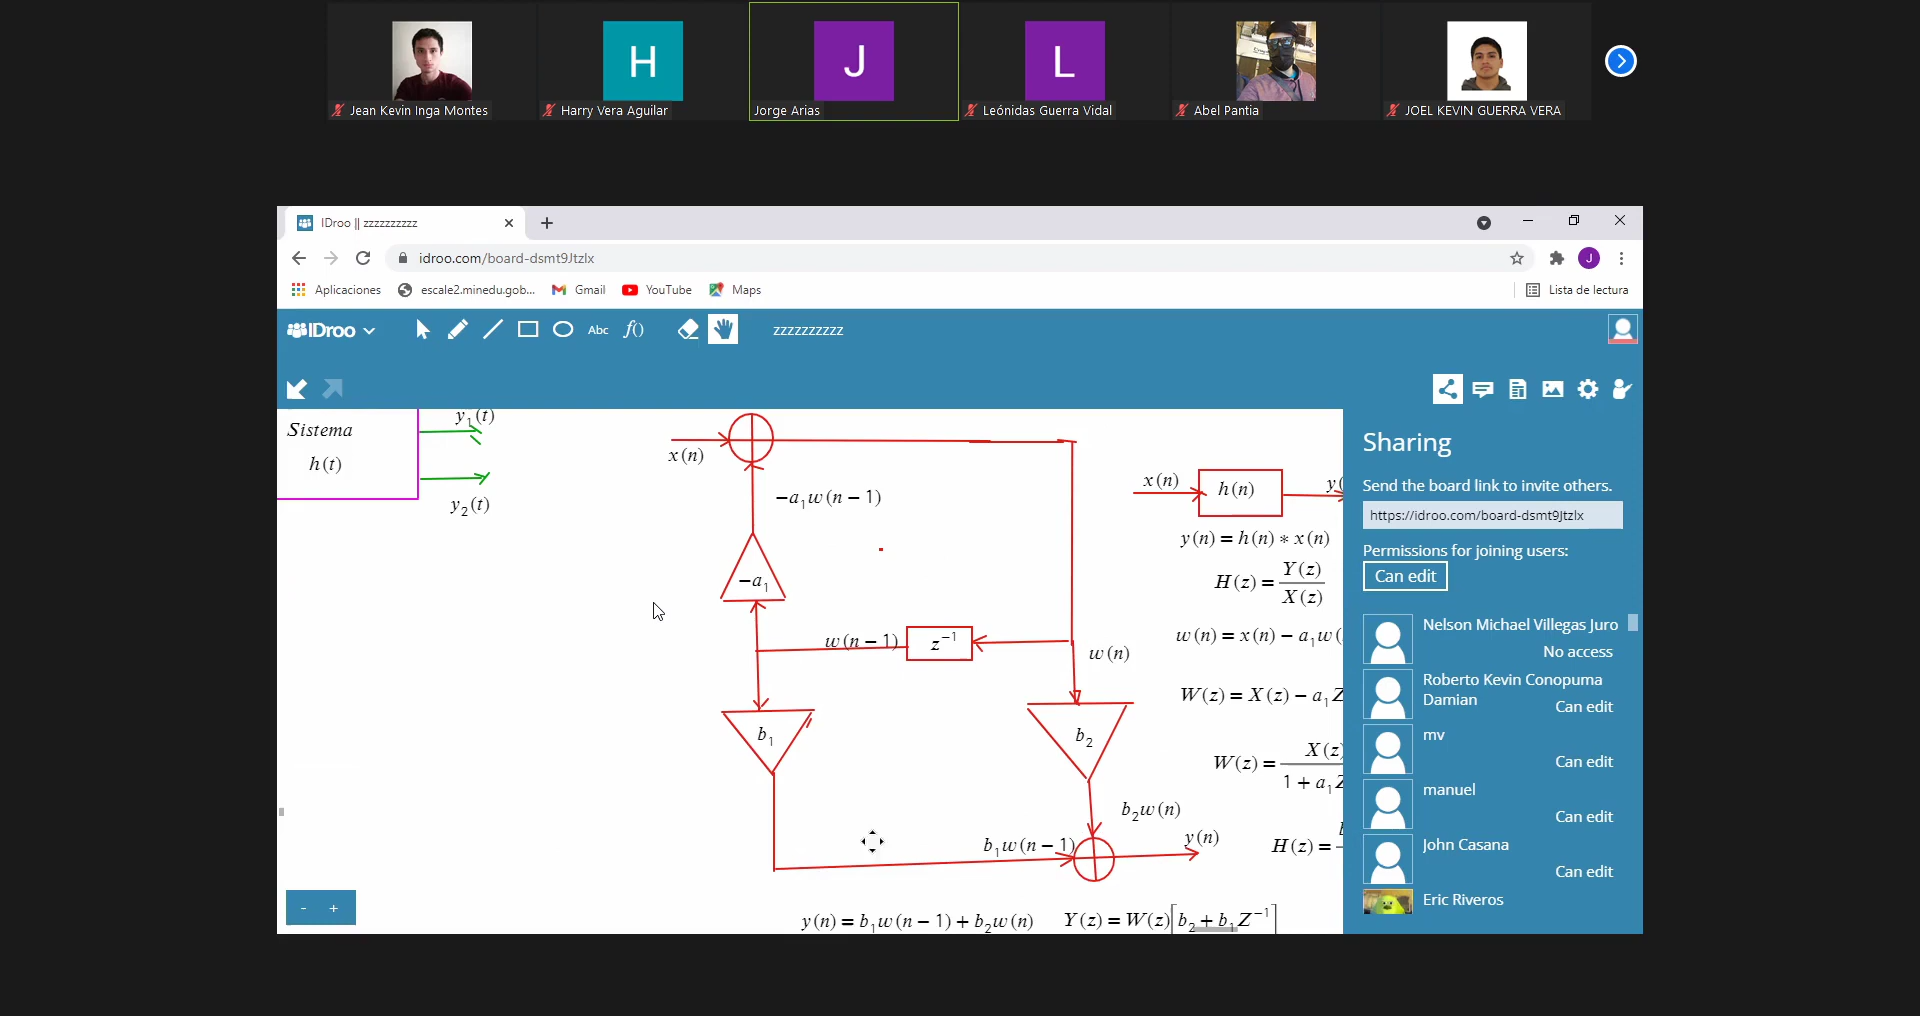 H
J
L
Jean Kevin Inga Montes
Harry Vera Aguilar
Jorge Arias
Leónidas Guerra Vidal
Abel Pantia
JOEL KEVIN GUERRA VERA
IDroo || zzzzzzzzzz
idroo.com/board-dsmt9Jtzlx
J
Aplicaciones
escale2.minedu.gob...
Gmail
YouTube
Maps
Lista de lectura
IDroo
Abc
f()
zzzzzzzzzz
Sistema
h(t)
y₁(t)
y₂(t)
x(n)
−a₁w(n−1)
−a₁
w(n−1)
z⁻¹
w(n)
b₁
b₂
b₂w(n)
b₁w(n−1)
y(n)
y(n)=b₁w(n−1)+b₂w(n)
Y(z)=W(z)[b₂+b₁Z⁻¹]
x(n)
h(n)
y(
y(n)=h(n)∗x(n)
H(z)=Y(z)/X(z)
w(n)=x(n)−a₁w(
W(z)=X(z)−a₁Z
W(z)=X(z)/1+a₁Z
H(z)=
- +
Sharing
Send the board link to invite others.
https://idroo.com/board-dsmt9Jtzlx
Permissions for joining users:
Can edit
Nelson Michael Villegas Juro
No access
Roberto Kevin Conopuma
Damian
Can edit
mv
Can edit
manuel
Can edit
John Casana
Can edit
Eric Riveros